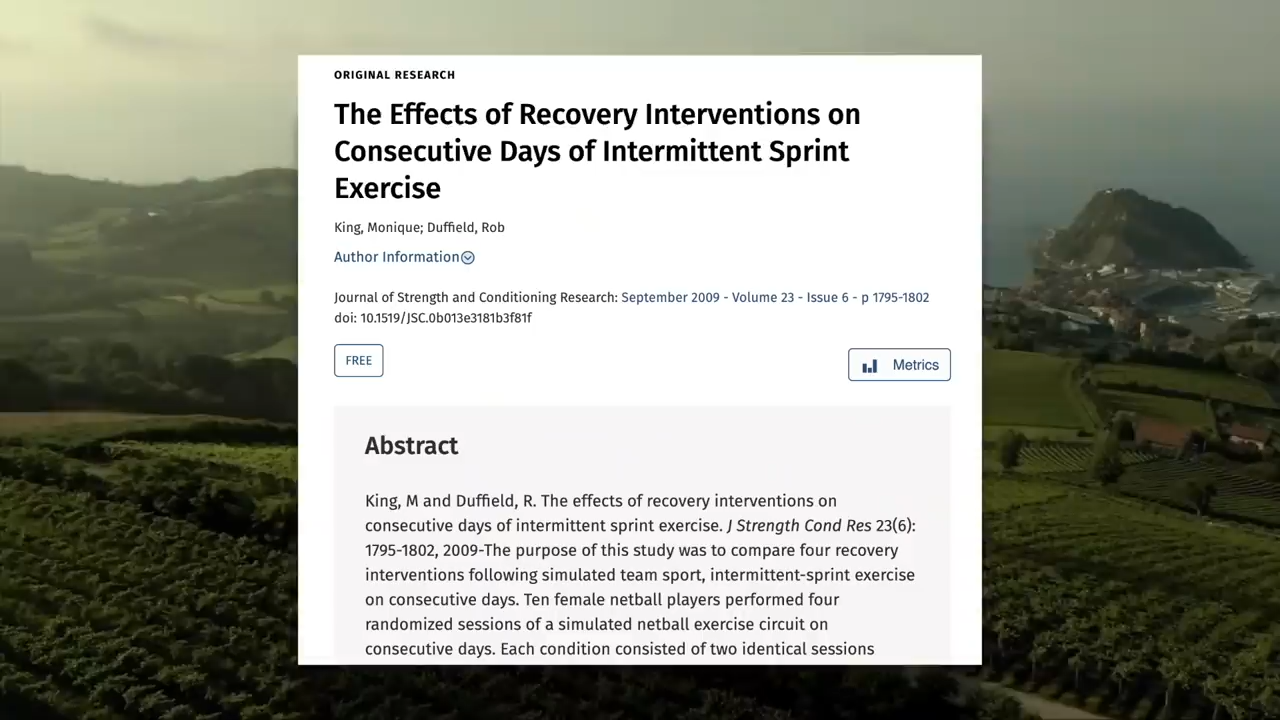 ORIGINAL RESEARCH
The Effects of Recovery Interventions on
Consecutive Days of Intermittent Sprint
Exercise
King, Monique; Duffield, Rob
Author Information
Journal of Strength and Conditioning Research: September 2009 - Volume 23 - Issue 6 - p 1795-1802
doi: 10.1519/JSC.0b013e3181b3f81f
FREE
Metrics
Abstract
King, M and Duffield, R. The effects of recovery interventions on
consecutive days of intermittent sprint exercise. J Strength Cond Res 23(6):
1795-1802, 2009-The purpose of this study was to compare four recovery
interventions following simulated team sport, intermittent-sprint exercise
on consecutive days. Ten female netball players performed four
randomized sessions of a simulated netball exercise circuit on
consecutive days. Each condition consisted of two identical sessions